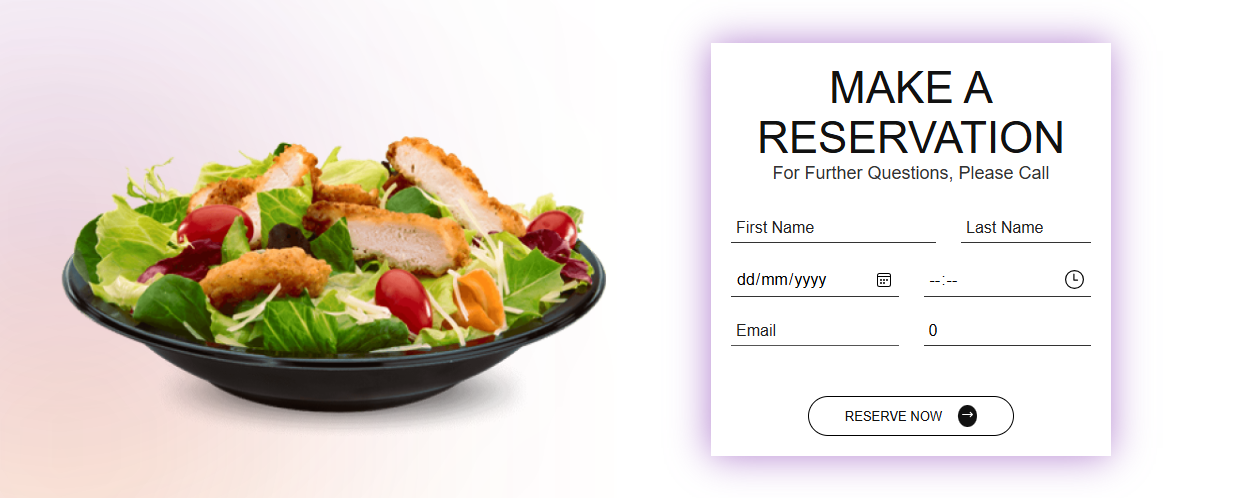 MAKE A
RESERVATION
For Further Questions, Please Call
First Name Last Name
dd/mm/yyyy --:--
Email 0
RESERVE NOW →